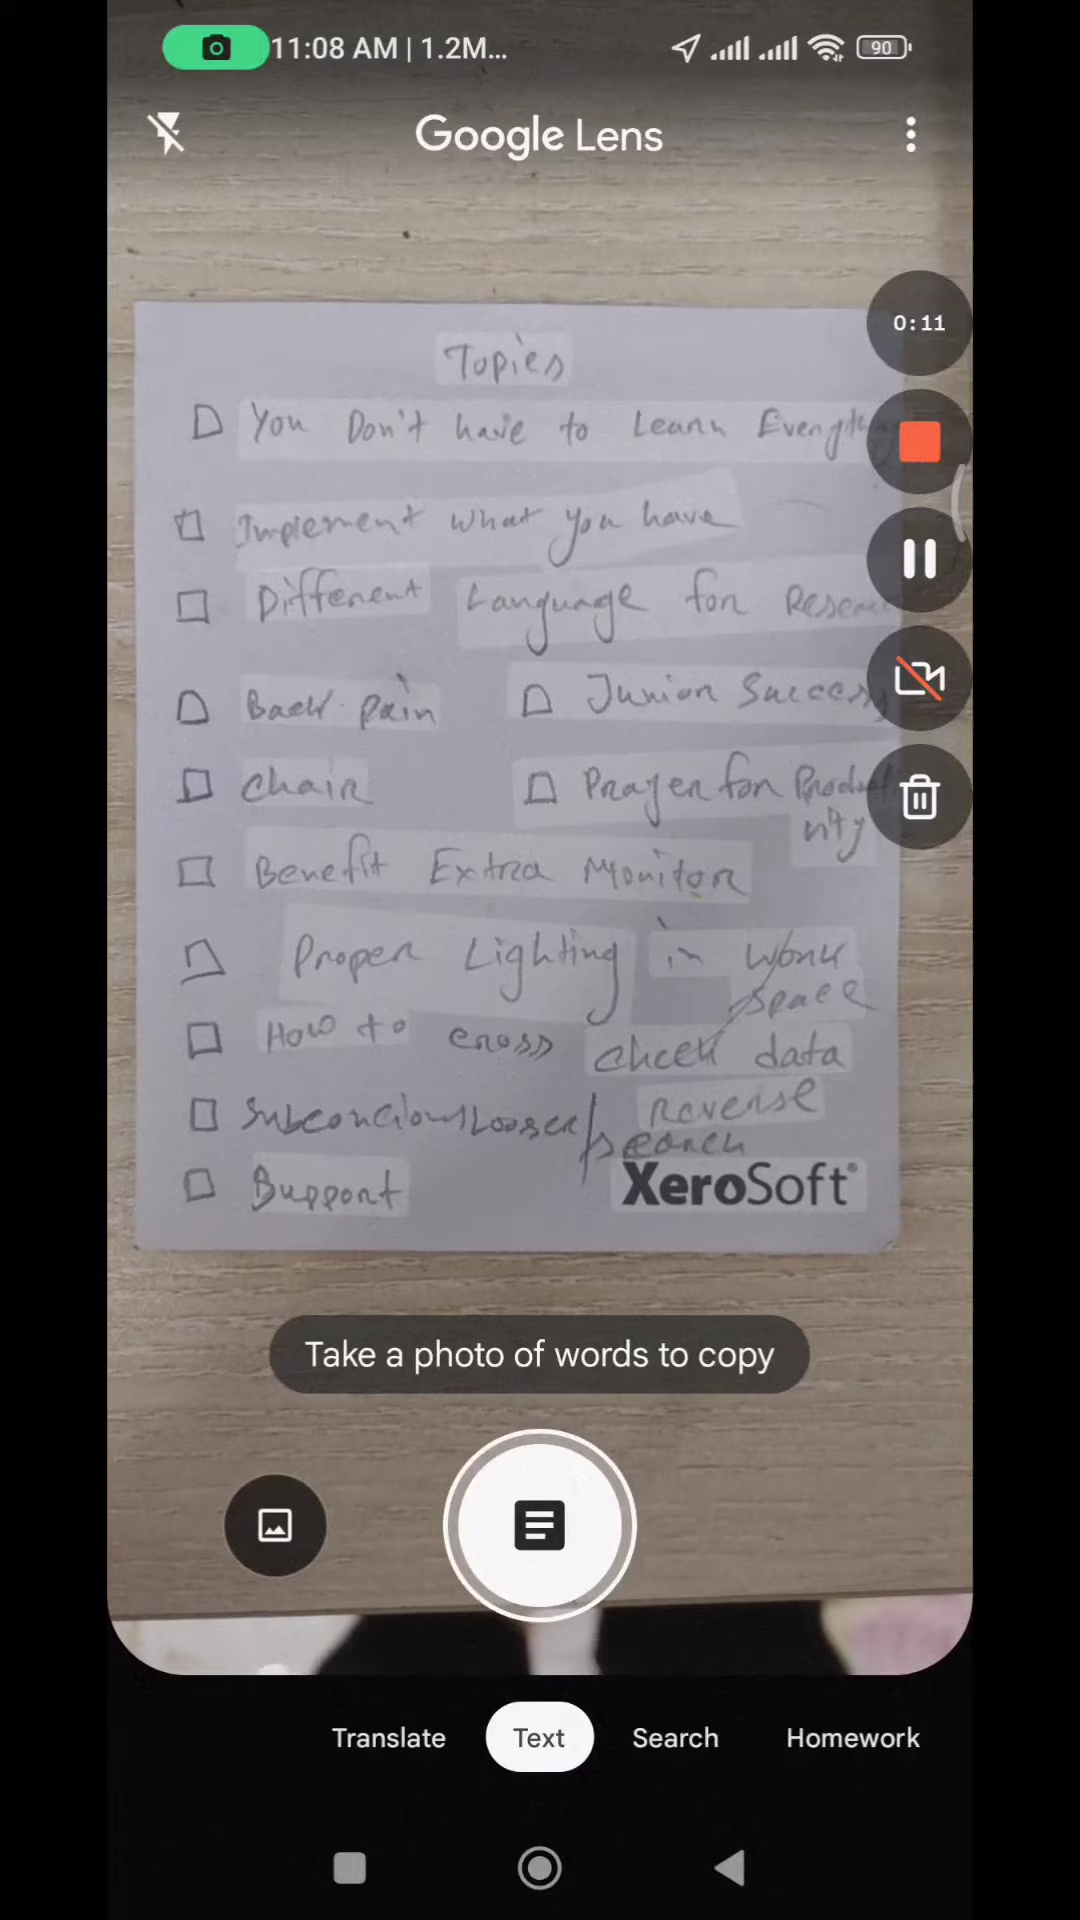 11:08 AM | 1.2M...
90
Google Lens
0:11
Topics
You Don't have to Learn Everything
Implement what you have
Different Language for
Back pain
Junior Success
Chair
Prayer for Product
vity
Benefit Extra Monitor
Proper Lighting in work
space
How to cross check data
Subconcious Looser / Reverse
search
Support
XeroSoft®
Take a photo of words to copy
Translate Text Search Homework